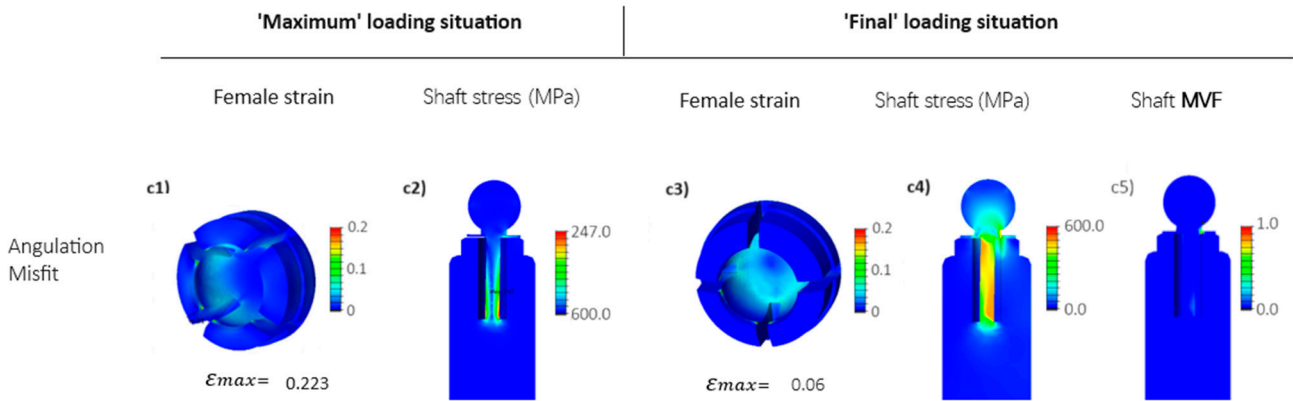 'Maximum' loading situation
'Final' loading situation
Female strain
Shaft stress (MPa)
Female strain
Shaft stress (MPa)
Shaft MVF
Angulation
Misfit
c1)
0.2
0.1
0
εmax= 0.223
c2)
247.0
600.0
c3)
0.2
0.1
0
εmax= 0.06
c4)
600.0
0.0
c5)
1.0
0.0